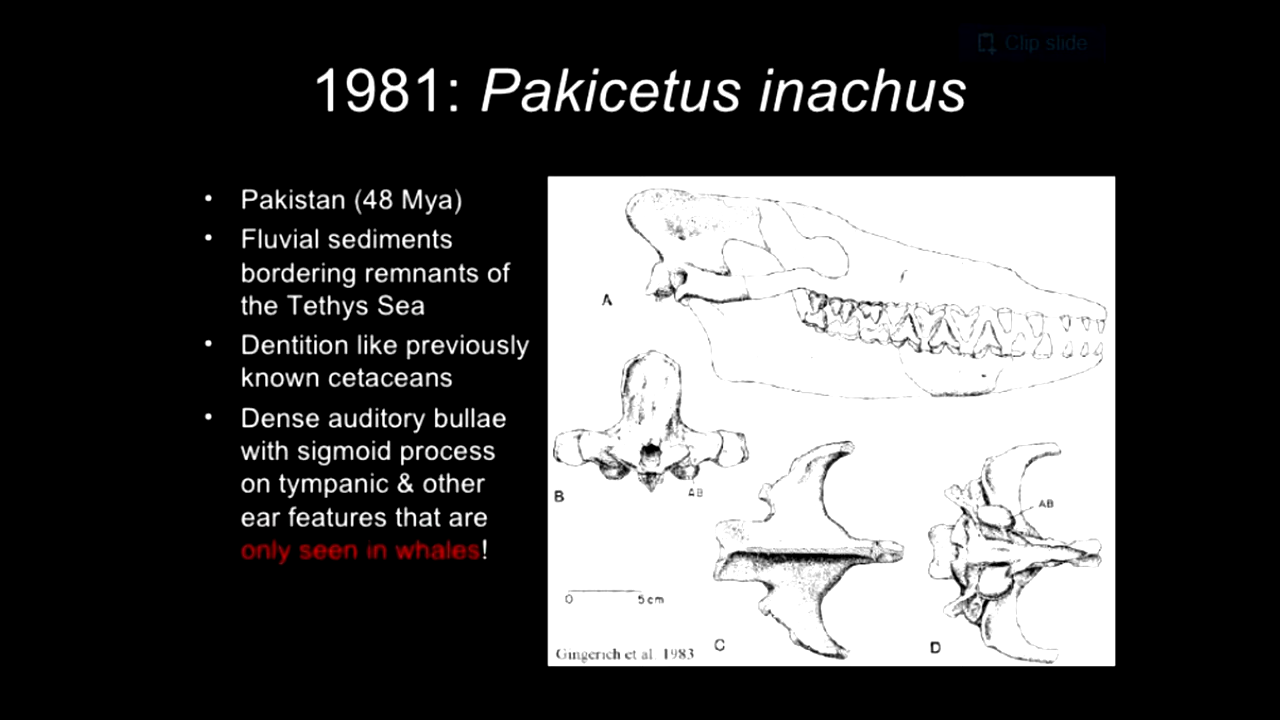 Clip slide
1981: Pakicetus inachus
• Pakistan (48 Mya)
• Fluvial sediments
bordering remnants of
the Tethys Sea
• Dentition like previously
known cetaceans
• Dense auditory bullae
with sigmoid process
on tympanic & other
ear features that are
only seen in whales!
A
B
AB
C
AB
D
0 5cm
Gingerich et al. 1983